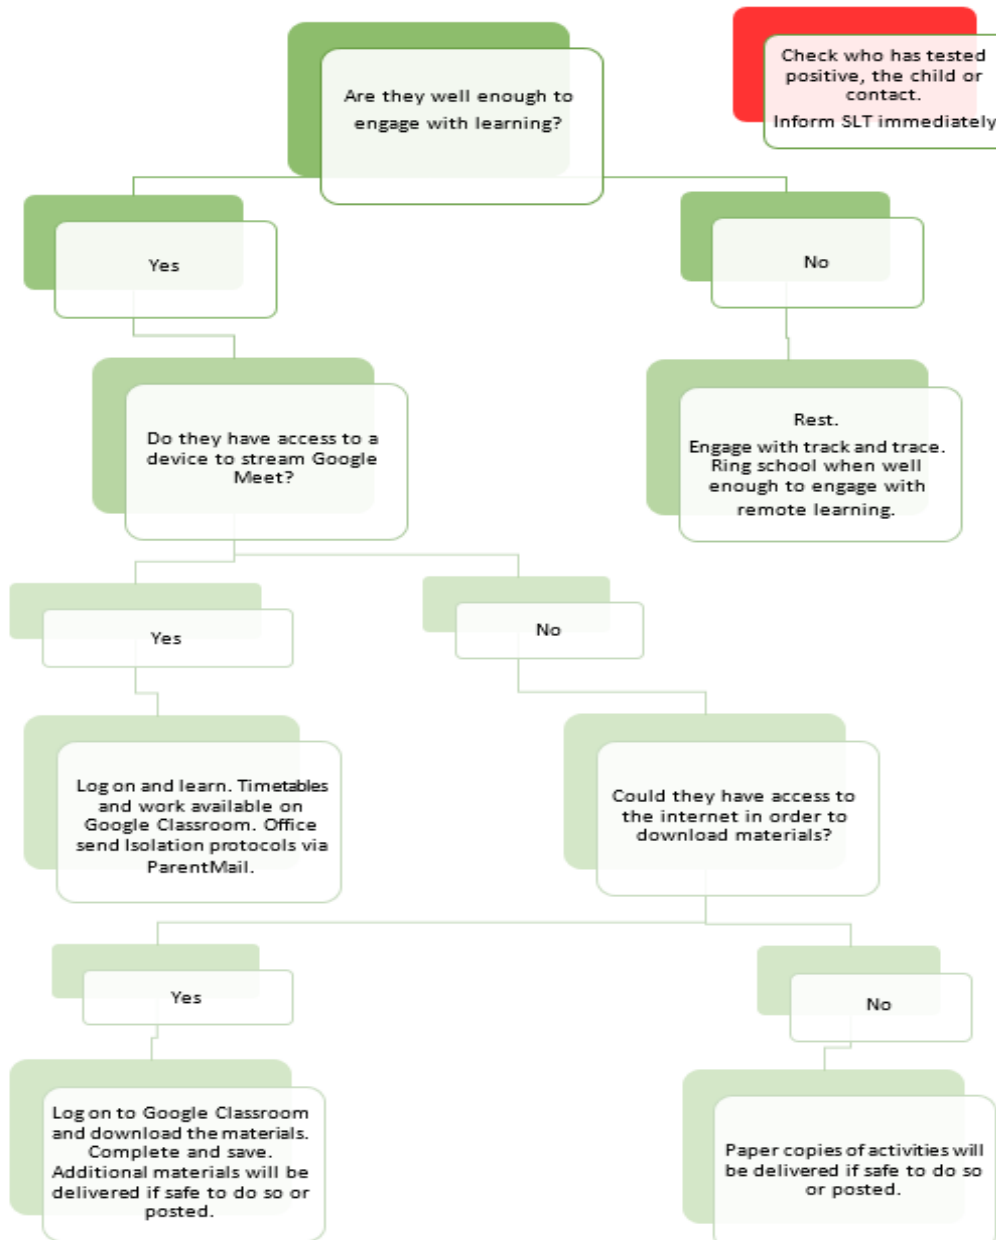 Are they well enough to
engage with learning?
Check who has tested
positive, the child or
contact.
Inform SLT immediately
Yes
No
Do they have access to a
device to stream Google
Meet?
Rest.
Engage with track and trace.
Ring school when well
enough to engage with
remote learning.
Yes
No
Log on and learn. Timetables
and work available on
Google Classroom. Office
send Isolation protocols via
ParentMail.
Could they have access to
the internet in order to
download materials?
Yes
No
Log on to Google Classroom
and download the materials.
Complete and save.
Additional materials will be
delivered if safe to do so or
posted.
Paper copies of activities will
be delivered if safe to do so
or posted.